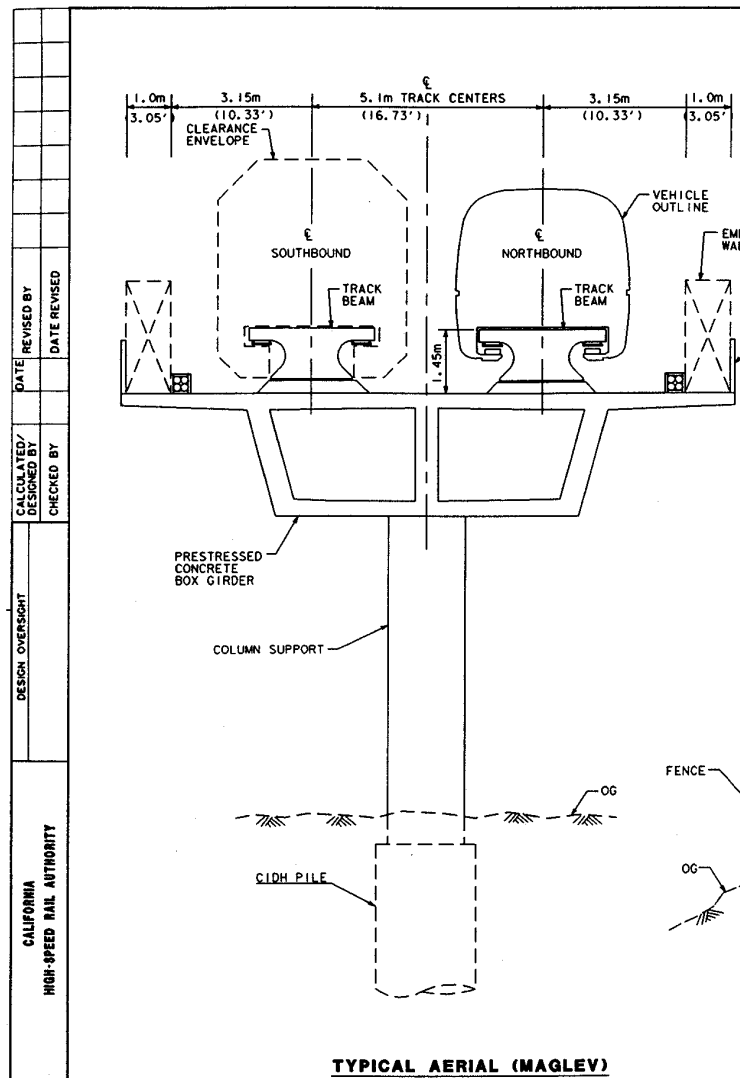 ℄
1.0m
3.15m
5.1m TRACK CENTERS
3.15m
1.0m
(3.05')
(10.33')
(16.73')
(10.33')
(3.05')
CLEARANCE
ENVELOPE
VEHICLE
OUTLINE
℄
SOUTHBOUND
℄
NORTHBOUND
TRACK
BEAM
TRACK
BEAM
1.45m
PRESTRESSED
CONCRETE
BOX GIRDER
COLUMN SUPPORT
OG
FENCE
CIDH PILE
OG
TYPICAL AERIAL (MAGLEV)
DATE
REVISED BY
DATE REVISED
CALCULATED/
DESIGNED BY
CHECKED BY
DESIGN OVERSIGHT
CALIFORNIA
HIGH-SPEED RAIL AUTHORITY